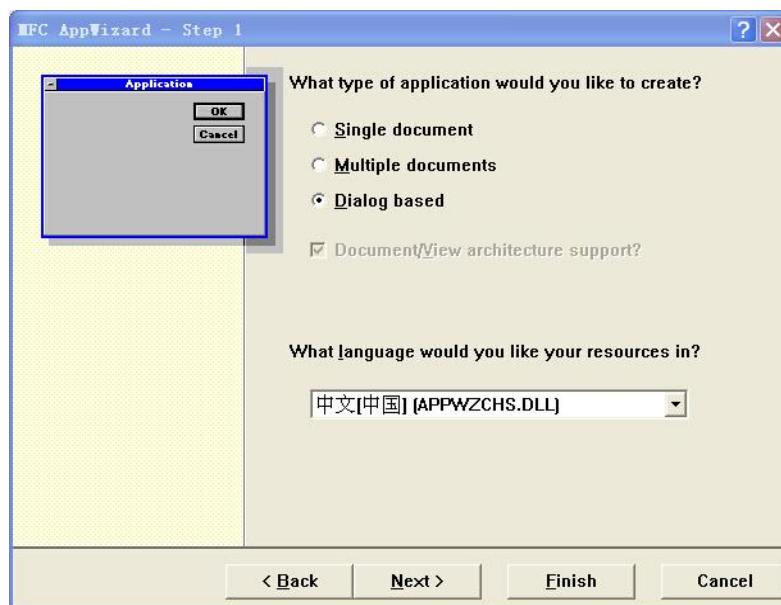 MFC AppWizard - Step 1
Application
OK
Cancel
What type of application would you like to create?
Single document
Multiple documents
Dialog based
Document/View architecture support?
What language would you like your resources in?
中文[中国] (APPWZCHS.DLL)
< Back
Next >
Finish
Cancel